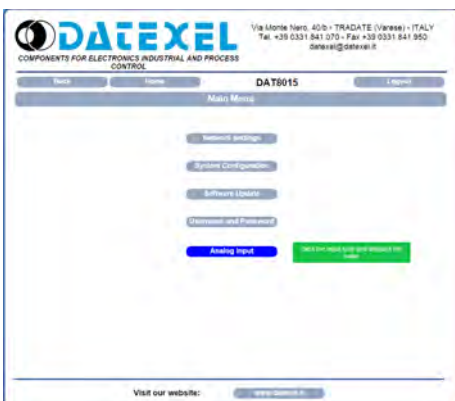 DATEXEL
COMPONENTS FOR ELECTRONICS INDUSTRIAL AND PROCESS
CONTROL
Via Monte Nero, 40/b - TRADATE (Varese) - ITALY
Tel. +39 0331 841 070 - Fax +39 0331 841 950
datexel@datexel.it
Back
Home
DAT8015
Logout
Main Menu
Network settings
System Configuration
Software Update
Username and Password
Analog Input
Visit our website:
www.datexel.it